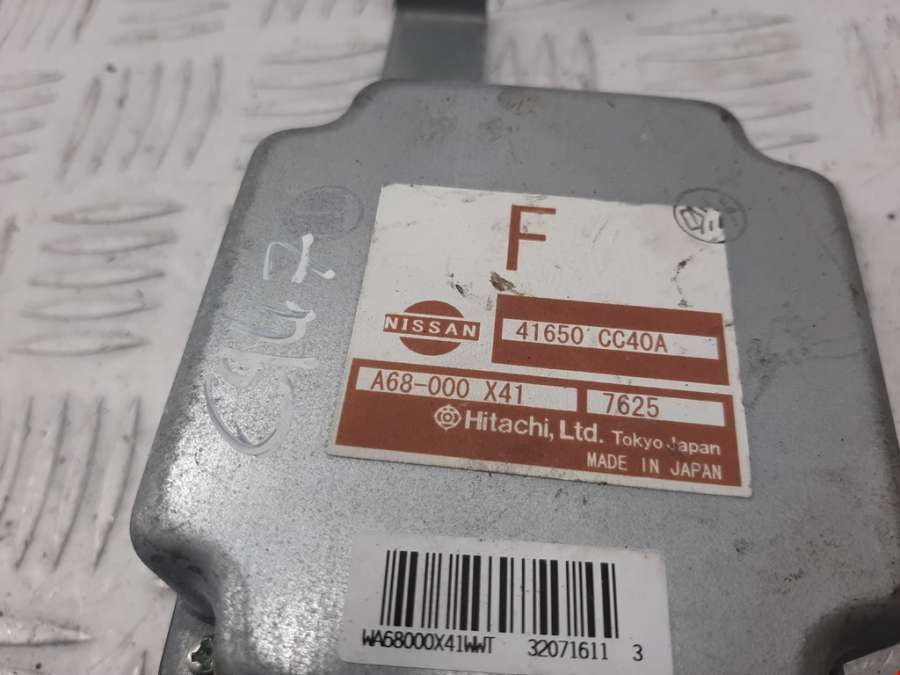 F
NISSAN
41650 CC40A
A68-000 X41
7625
Hitachi, Ltd. Tokyo Japan
MADE IN JAPAN
WA68000X41WWT 32071611 3